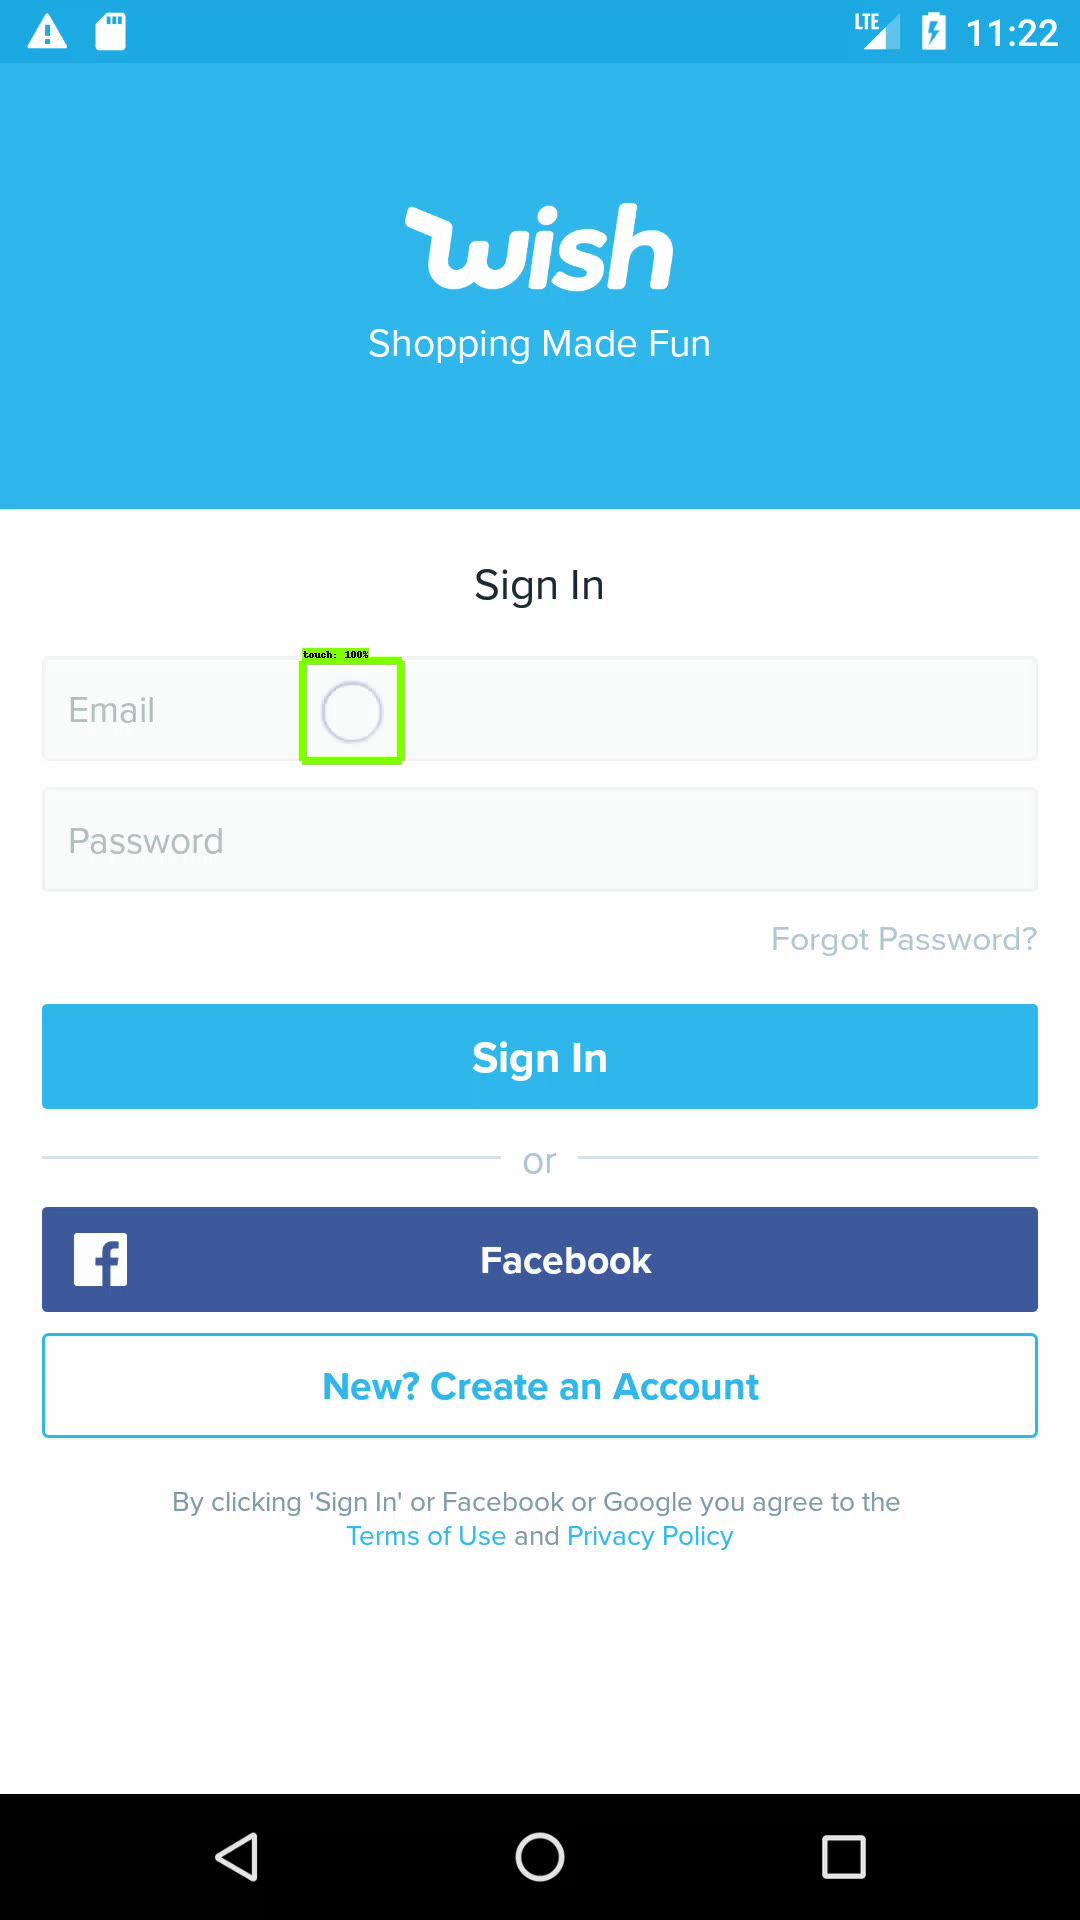 LTE 11:22
wish
Shopping Made Fun
Sign In
touch: 100%
Email
Password
Forgot Password?
Sign In
or
Facebook
New? Create an Account
By clicking 'Sign In' or Facebook or Google you agree to the
Terms of Use and Privacy Policy